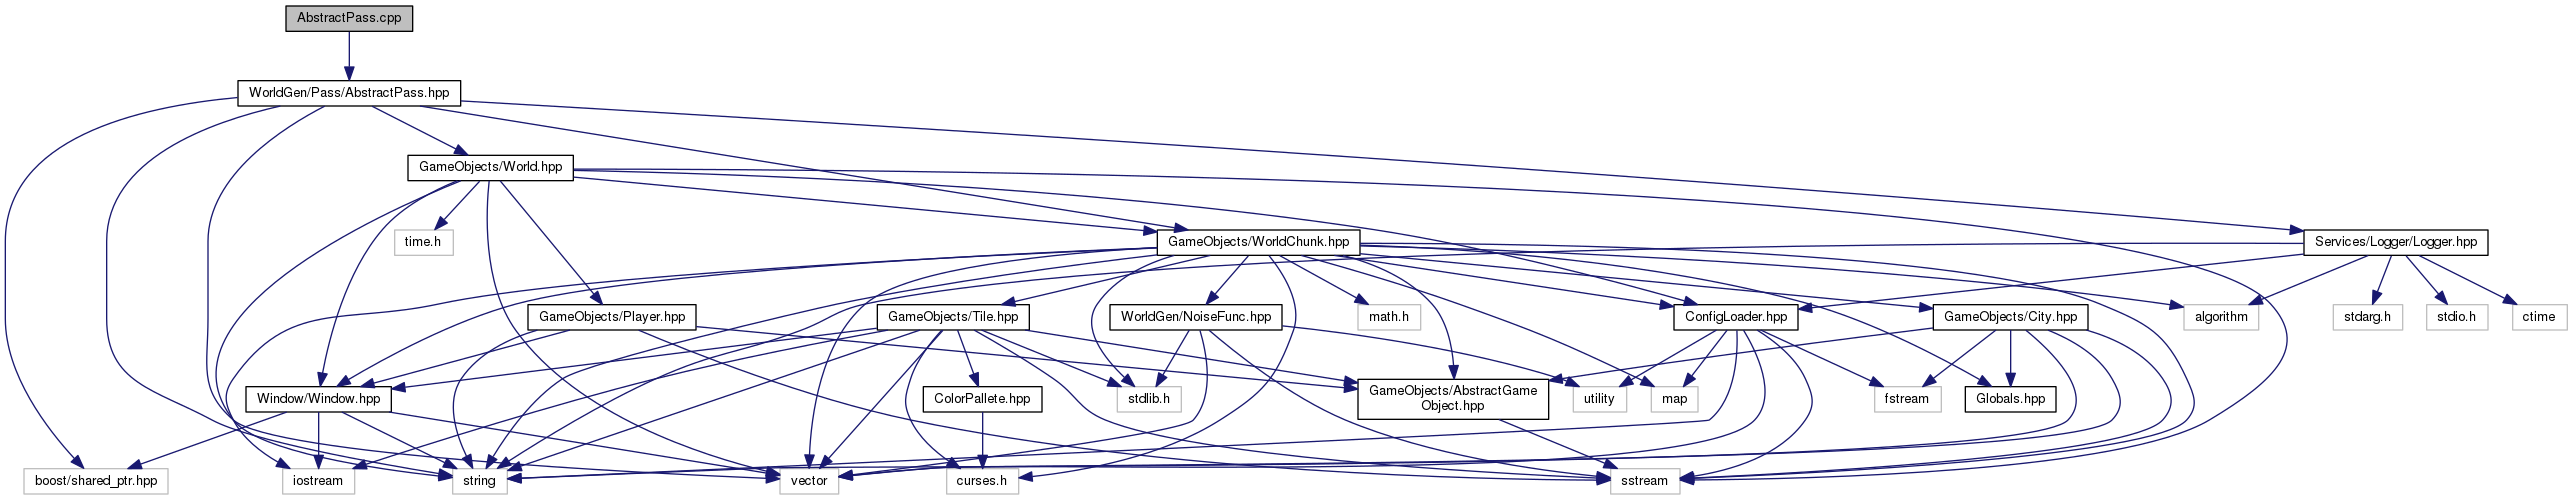 AbstractPass.cpp
WorldGen/Pass/AbstractPass.hpp
GameObjects/World.hpp
time.h
GameObjects/WorldChunk.hpp
Services/Logger/Logger.hpp
GameObjects/Player.hpp
GameObjects/Tile.hpp
WorldGen/NoiseFunc.hpp
math.h
ConfigLoader.hpp
GameObjects/City.hpp
algorithm
stdarg.h
stdio.h
ctime
Window/Window.hpp
ColorPallete.hpp
stdlib.h
GameObjects/AbstractGame
Object.hpp
utility
map
fstream
Globals.hpp
boost/shared_ptr.hpp
iostream
string
vector
curses.h
sstream